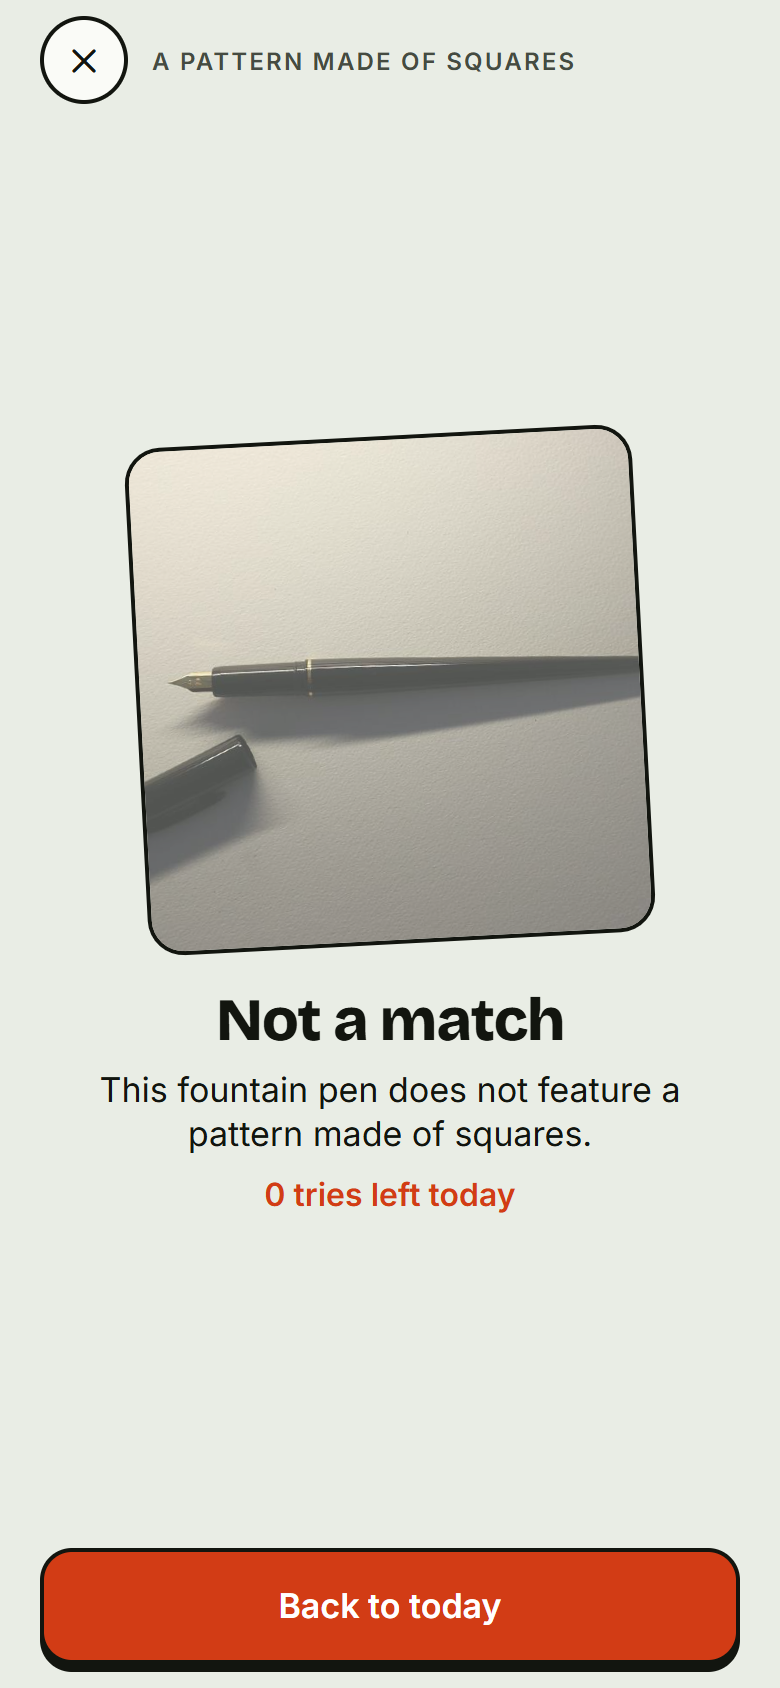 A PATTERN MADE OF SQUARES
Not a match
This fountain pen does not feature a
pattern made of squares.
0 tries left today
Back to today